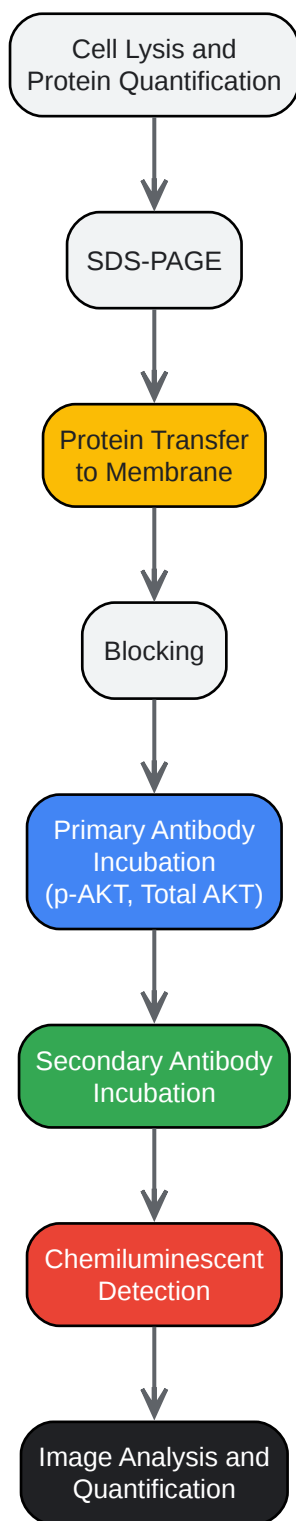 Cell Lysis and
Protein Quantification
SDS-PAGE
Protein Transfer
to Membrane
Blocking
Primary Antibody
Incubation
(p-AKT, Total AKT)
Secondary Antibody
Incubation
Chemiluminescent
Detection
Image Analysis and
Quantification